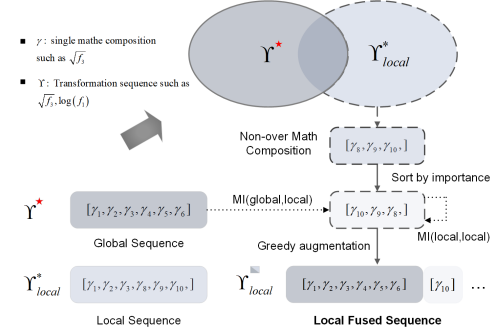 γ : single mathe composition
such as √f₃
ϒ : Transformation sequence such as
√f₃, log(f₁)
ϒ★
ϒ*local
Non-over Math
Composition
[γ₈, γ₉, γ₁₀, ]
Sort by importance
ϒ★
[γ₁, γ₂, γ₃, γ₄, γ₅, γ₆]
MI(global,local)
[γ₁₀, γ₉, γ₈, ]
MI(local,local)
Global Sequence
Greedy augmentation
ϒ*local
[γ₁, γ₂, γ₃, γ₈, γ₉, γ₁₀, ]
ϒlocal
[γ₁, γ₂, γ₃, γ₄, γ₅, γ₆]
[γ₁₀]
...
Local Sequence
Local Fused Sequence